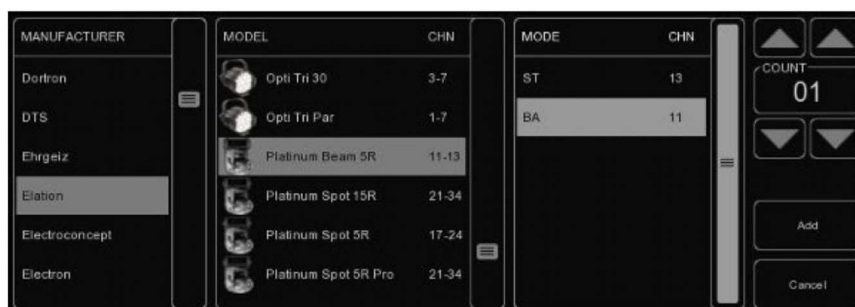 MANUFACTURER
Dortron
DTS
Ehrgeiz
Elation
Electroconcept
Electron
MODEL CHN
Opti Tri 30 3-7
Opti Tri Par 1-7
Platinum Beam 5R 11-13
Platinum Spot 15R 21-34
Platinum Spot 5R 17-24
Platinum Spot 5R Pro 21-34
MODE CHN
ST 13
BA 11
COUNT
01
Add
Cancel